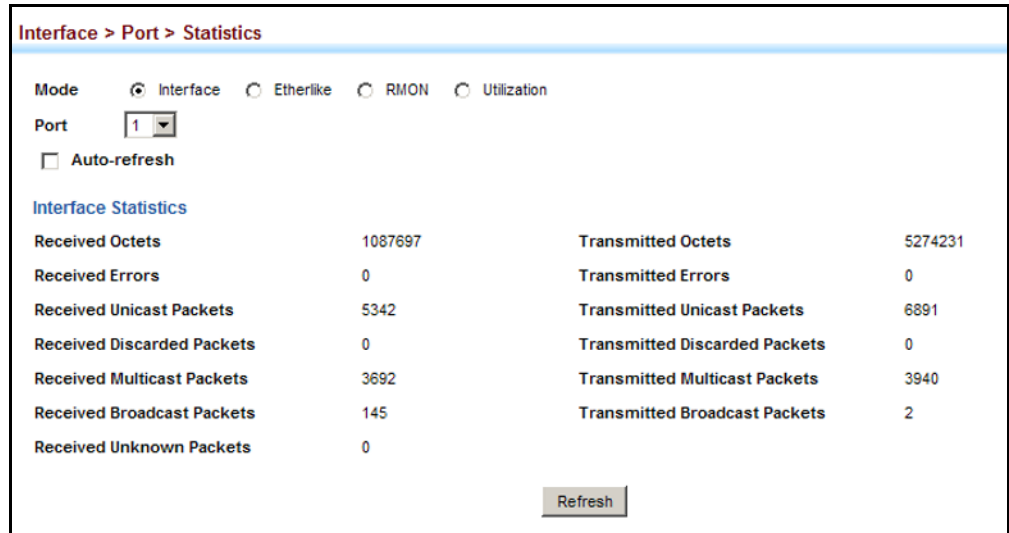 Interface > Port > Statistics
Mode Interface Etherlike RMON Utilization
Port 1
Auto-refresh
Interface Statistics
Received Octets 1087697 Transmitted Octets 5274231
Received Errors 0 Transmitted Errors 0
Received Unicast Packets 5342 Transmitted Unicast Packets 6891
Received Discarded Packets 0 Transmitted Discarded Packets 0
Received Multicast Packets 3692 Transmitted Multicast Packets 3940
Received Broadcast Packets 145 Transmitted Broadcast Packets 2
Received Unknown Packets 0
Refresh